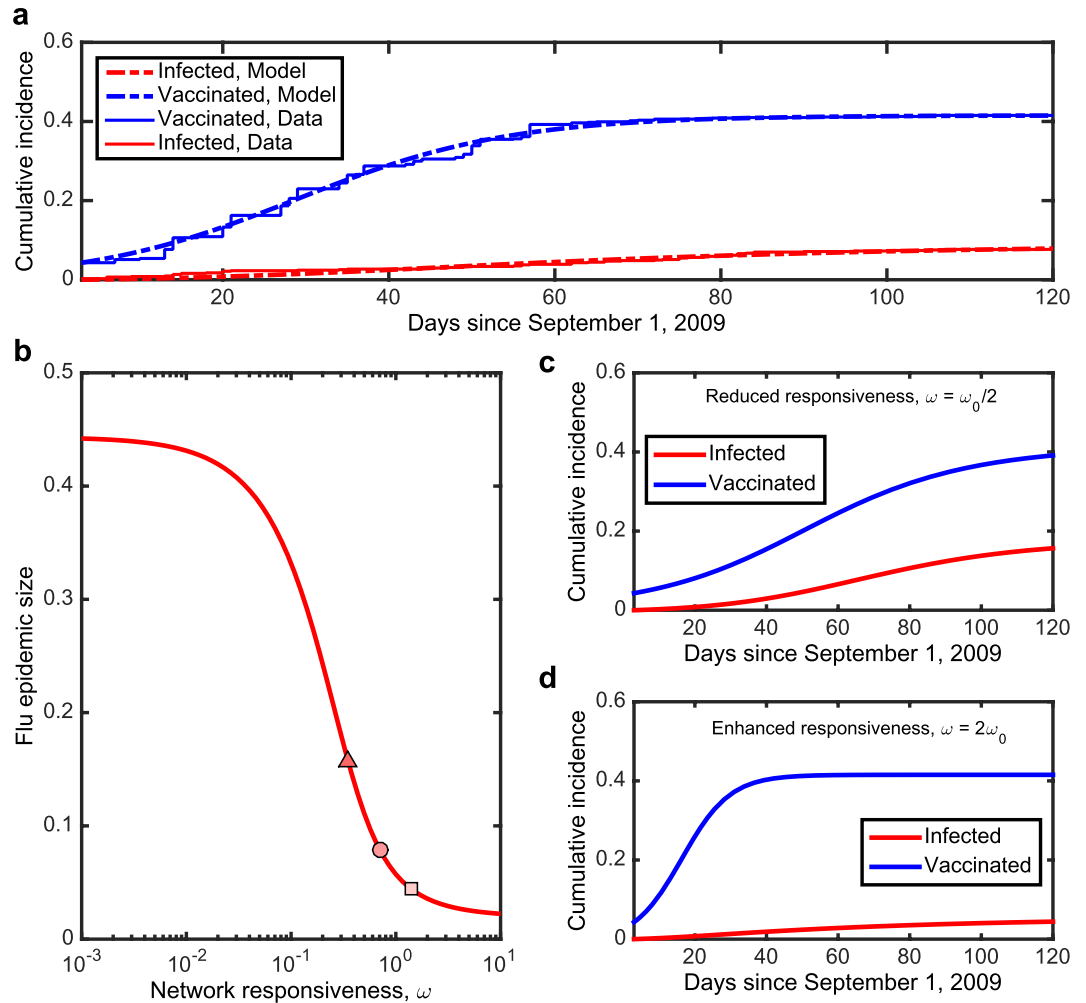 a
0.6
0.4
0.2
0
Cumulative incidence
Infected, Model
Vaccinated, Model
Vaccinated, Data
Infected, Data
20 40 60 80 100 120
Days since September 1, 2009
b
0.5
0.4
0.3
0.2
0.1
0
Flu epidemic size
10⁻³ 10⁻² 10⁻¹ 10⁰ 10¹
Network responsiveness, ω
c
0.6
0.4
0.2
0
Cumulative incidence
Reduced responsiveness, ω = ω₀/2
Infected
Vaccinated
20 40 60 80 100 120
Days since September 1, 2009
d
0.6
0.4
0.2
0
Cumulative incidence
Enhanced responsiveness, ω = 2ω₀
Infected
Vaccinated
20 40 60 80 100 120
Days since September 1, 2009